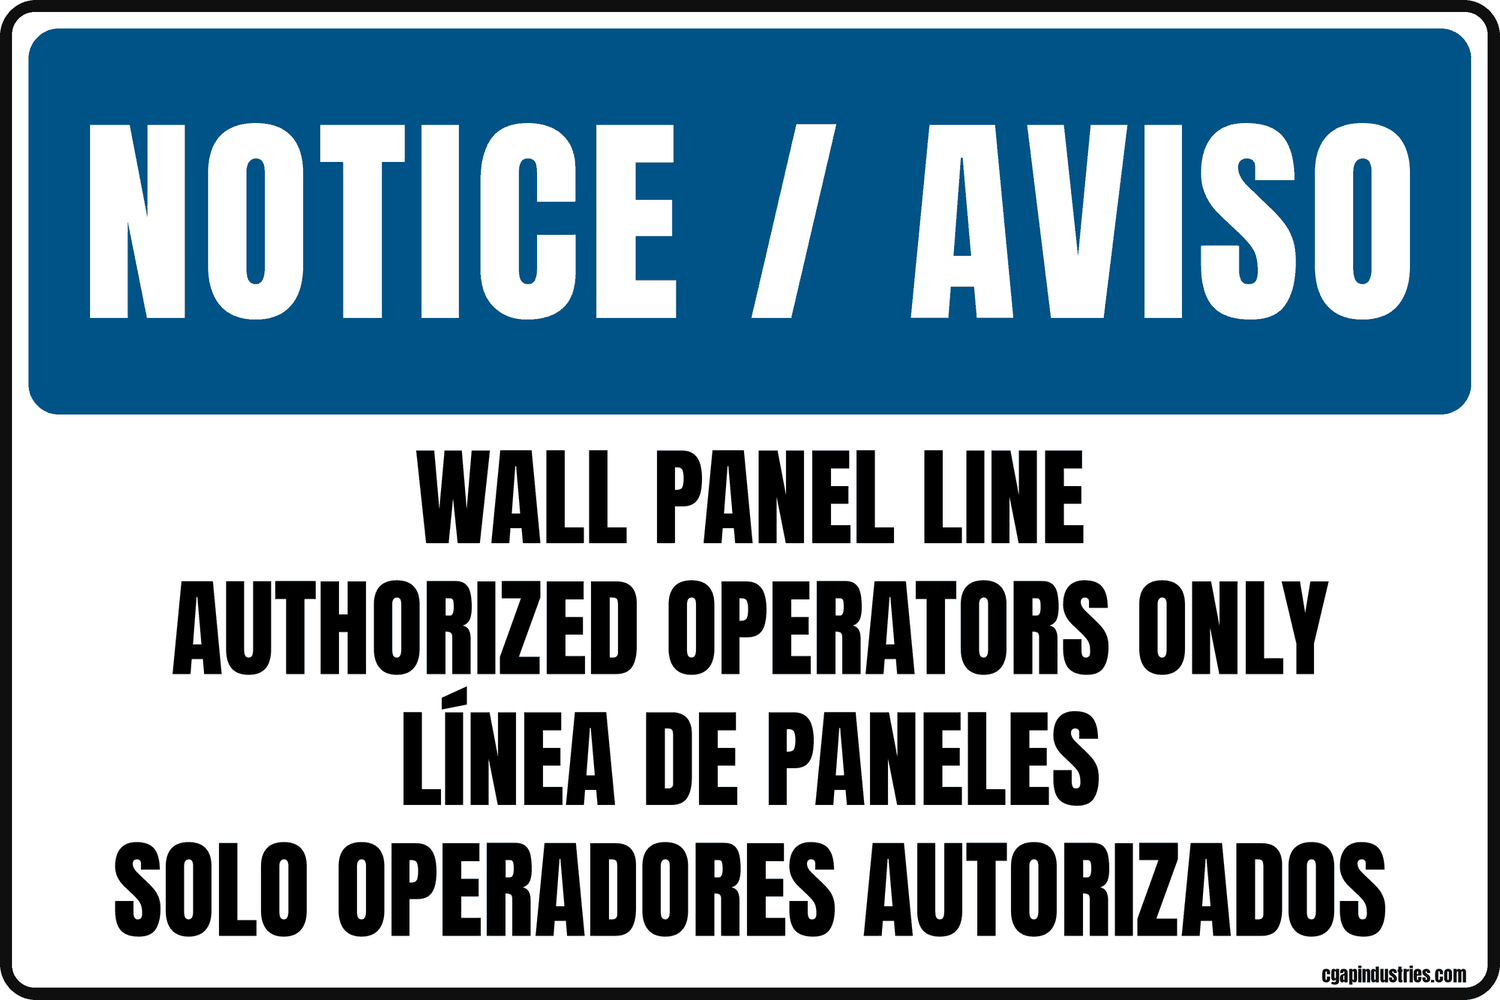 NOTICE / AVISO
WALL PANEL LINE
AUTHORIZED OPERATORS ONLY
LÍNEA DE PANELES
SOLO OPERADORES AUTORIZADOS
cgapindustries.com